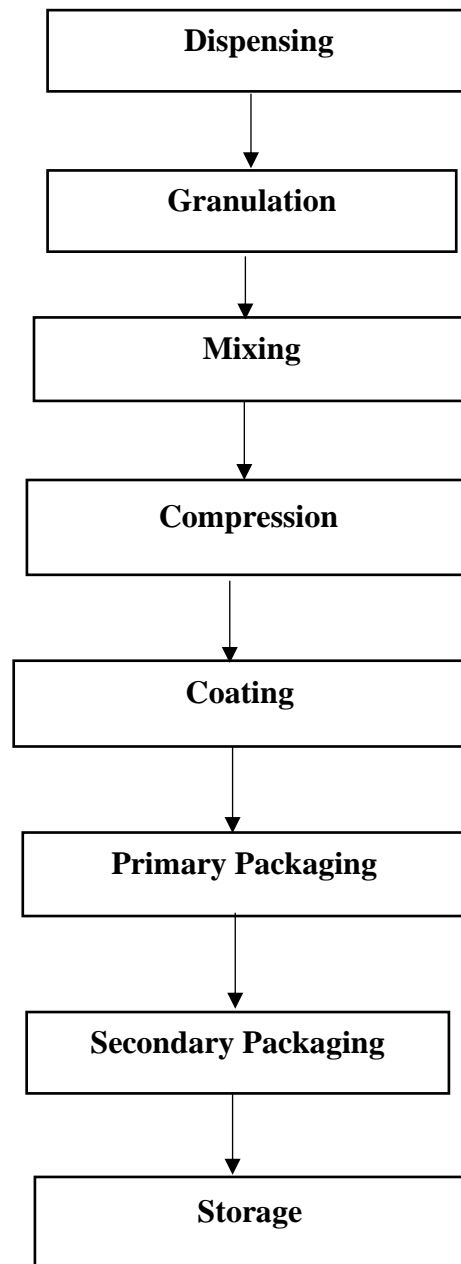 Dispensing
Granulation
Mixing
Compression
Coating
Primary Packaging
Secondary Packaging
Storage